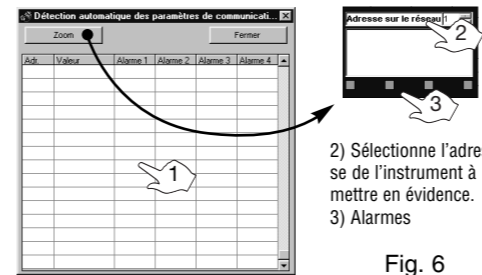 Détection automatique des paramètres de communicati...
Zoom
Fermer
Adr. Valeur Alarme 1 Alarme 2 Alarme 3 Alarme 4
1
Adresse sur le réseau 1
2
3
2) Sélectionne l'adre
se de l'instrument à
mettre en évidence.
3) Alarmes
Fig. 6